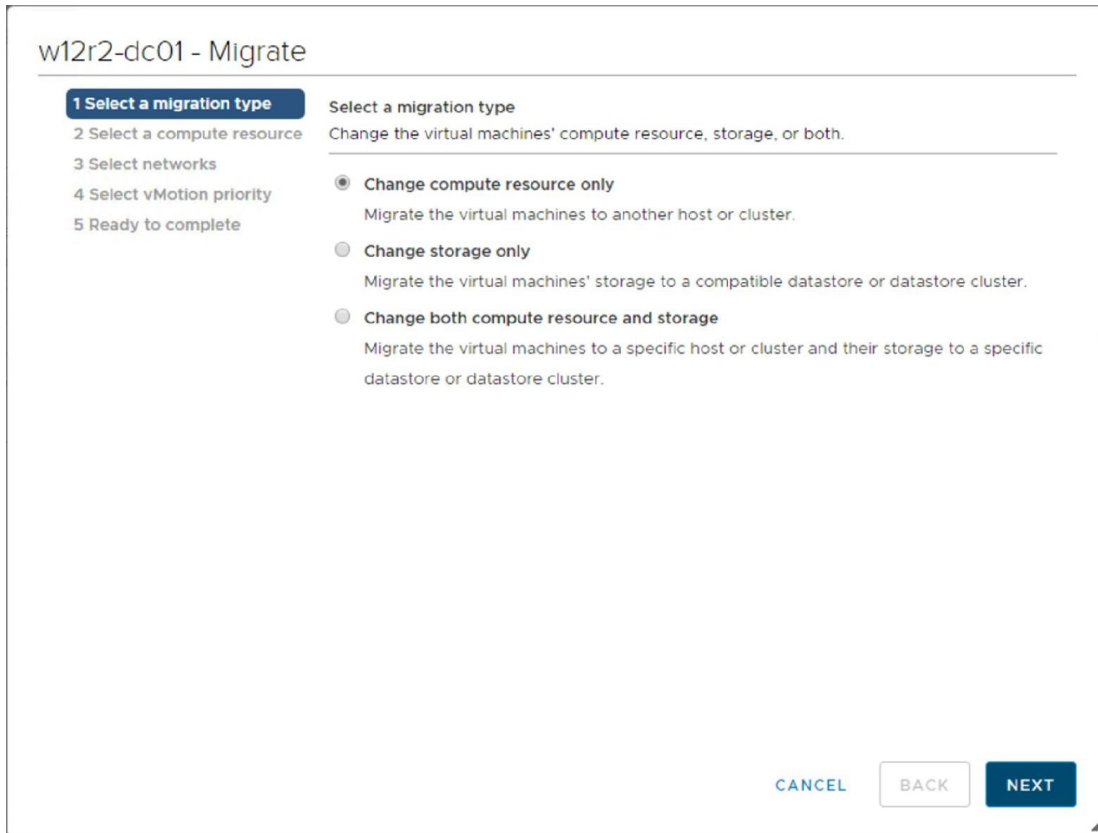 w12r2-dc01 - Migrate
1 Select a migration type
2 Select a compute resource
3 Select networks
4 Select vMotion priority
5 Ready to complete
Select a migration type
Change the virtual machines' compute resource, storage, or both.
Change compute resource only
Migrate the virtual machines to another host or cluster.
Change storage only
Migrate the virtual machines' storage to a compatible datastore or datastore cluster.
Change both compute resource and storage
Migrate the virtual machines to a specific host or cluster and their storage to a specific
datastore or datastore cluster.
CANCEL BACK NEXT